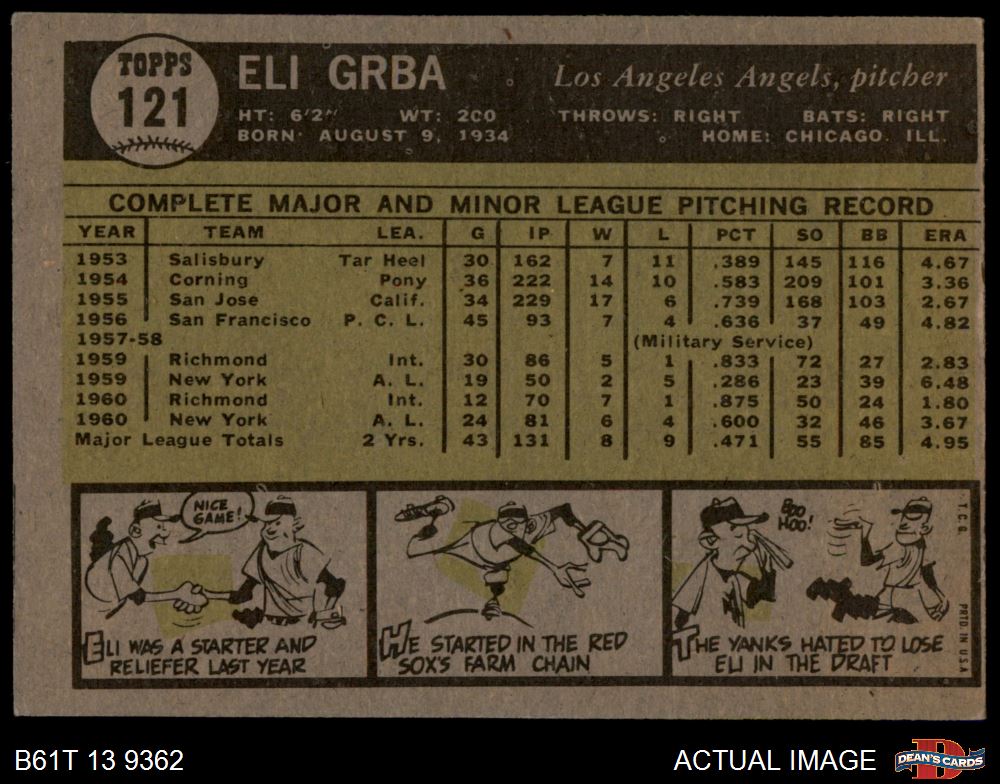 TOPPS
121
ELI GRBA
Los Angeles Angels, pitcher
HT: 6'2" WT: 200 THROWS: RIGHT BATS: RIGHT
BORN: AUGUST 9, 1934 HOME: CHICAGO. ILL.
COMPLETE MAJOR AND MINOR LEAGUE PITCHING RECORD
YEAR TEAM LEA. G IP W L PCT SO BB ERA
1953 Salisbury Tar Heel 30 162 7 11 .389 145 116 4.67
1954 Corning Pony 36 222 14 10 .583 209 101 3.36
1955 San Jose Calif. 34 229 17 6 .739 168 103 2.67
1956 San Francisco P. C. L. 45 93 7 4 .636 37 49 4.82
1957-58 (Military Service)
1959 Richmond Int. 30 86 5 1 .833 72 27 2.83
1959 New York A. L. 19 50 2 5 .286 23 39 6.48
1960 Richmond Int. 12 70 7 1 .875 50 24 1.80
1960 New York A. L. 24 81 6 4 .600 32 46 3.67
Major League Totals 2 Yrs. 43 131 8 9 .471 55 85 4.95
NICE
GAME!
ELI WAS A STARTER AND
RELIEFER LAST YEAR
HE STARTED IN THE RED
SOX'S FARM CHAIN
BOO
HOO!
THE YANKS HATED TO LOSE
ELI IN THE DRAFT
T.C.G.
PRTD. IN U.S.A
B61T 13 9362
ACTUAL IMAGE
DEAN'S CARDS